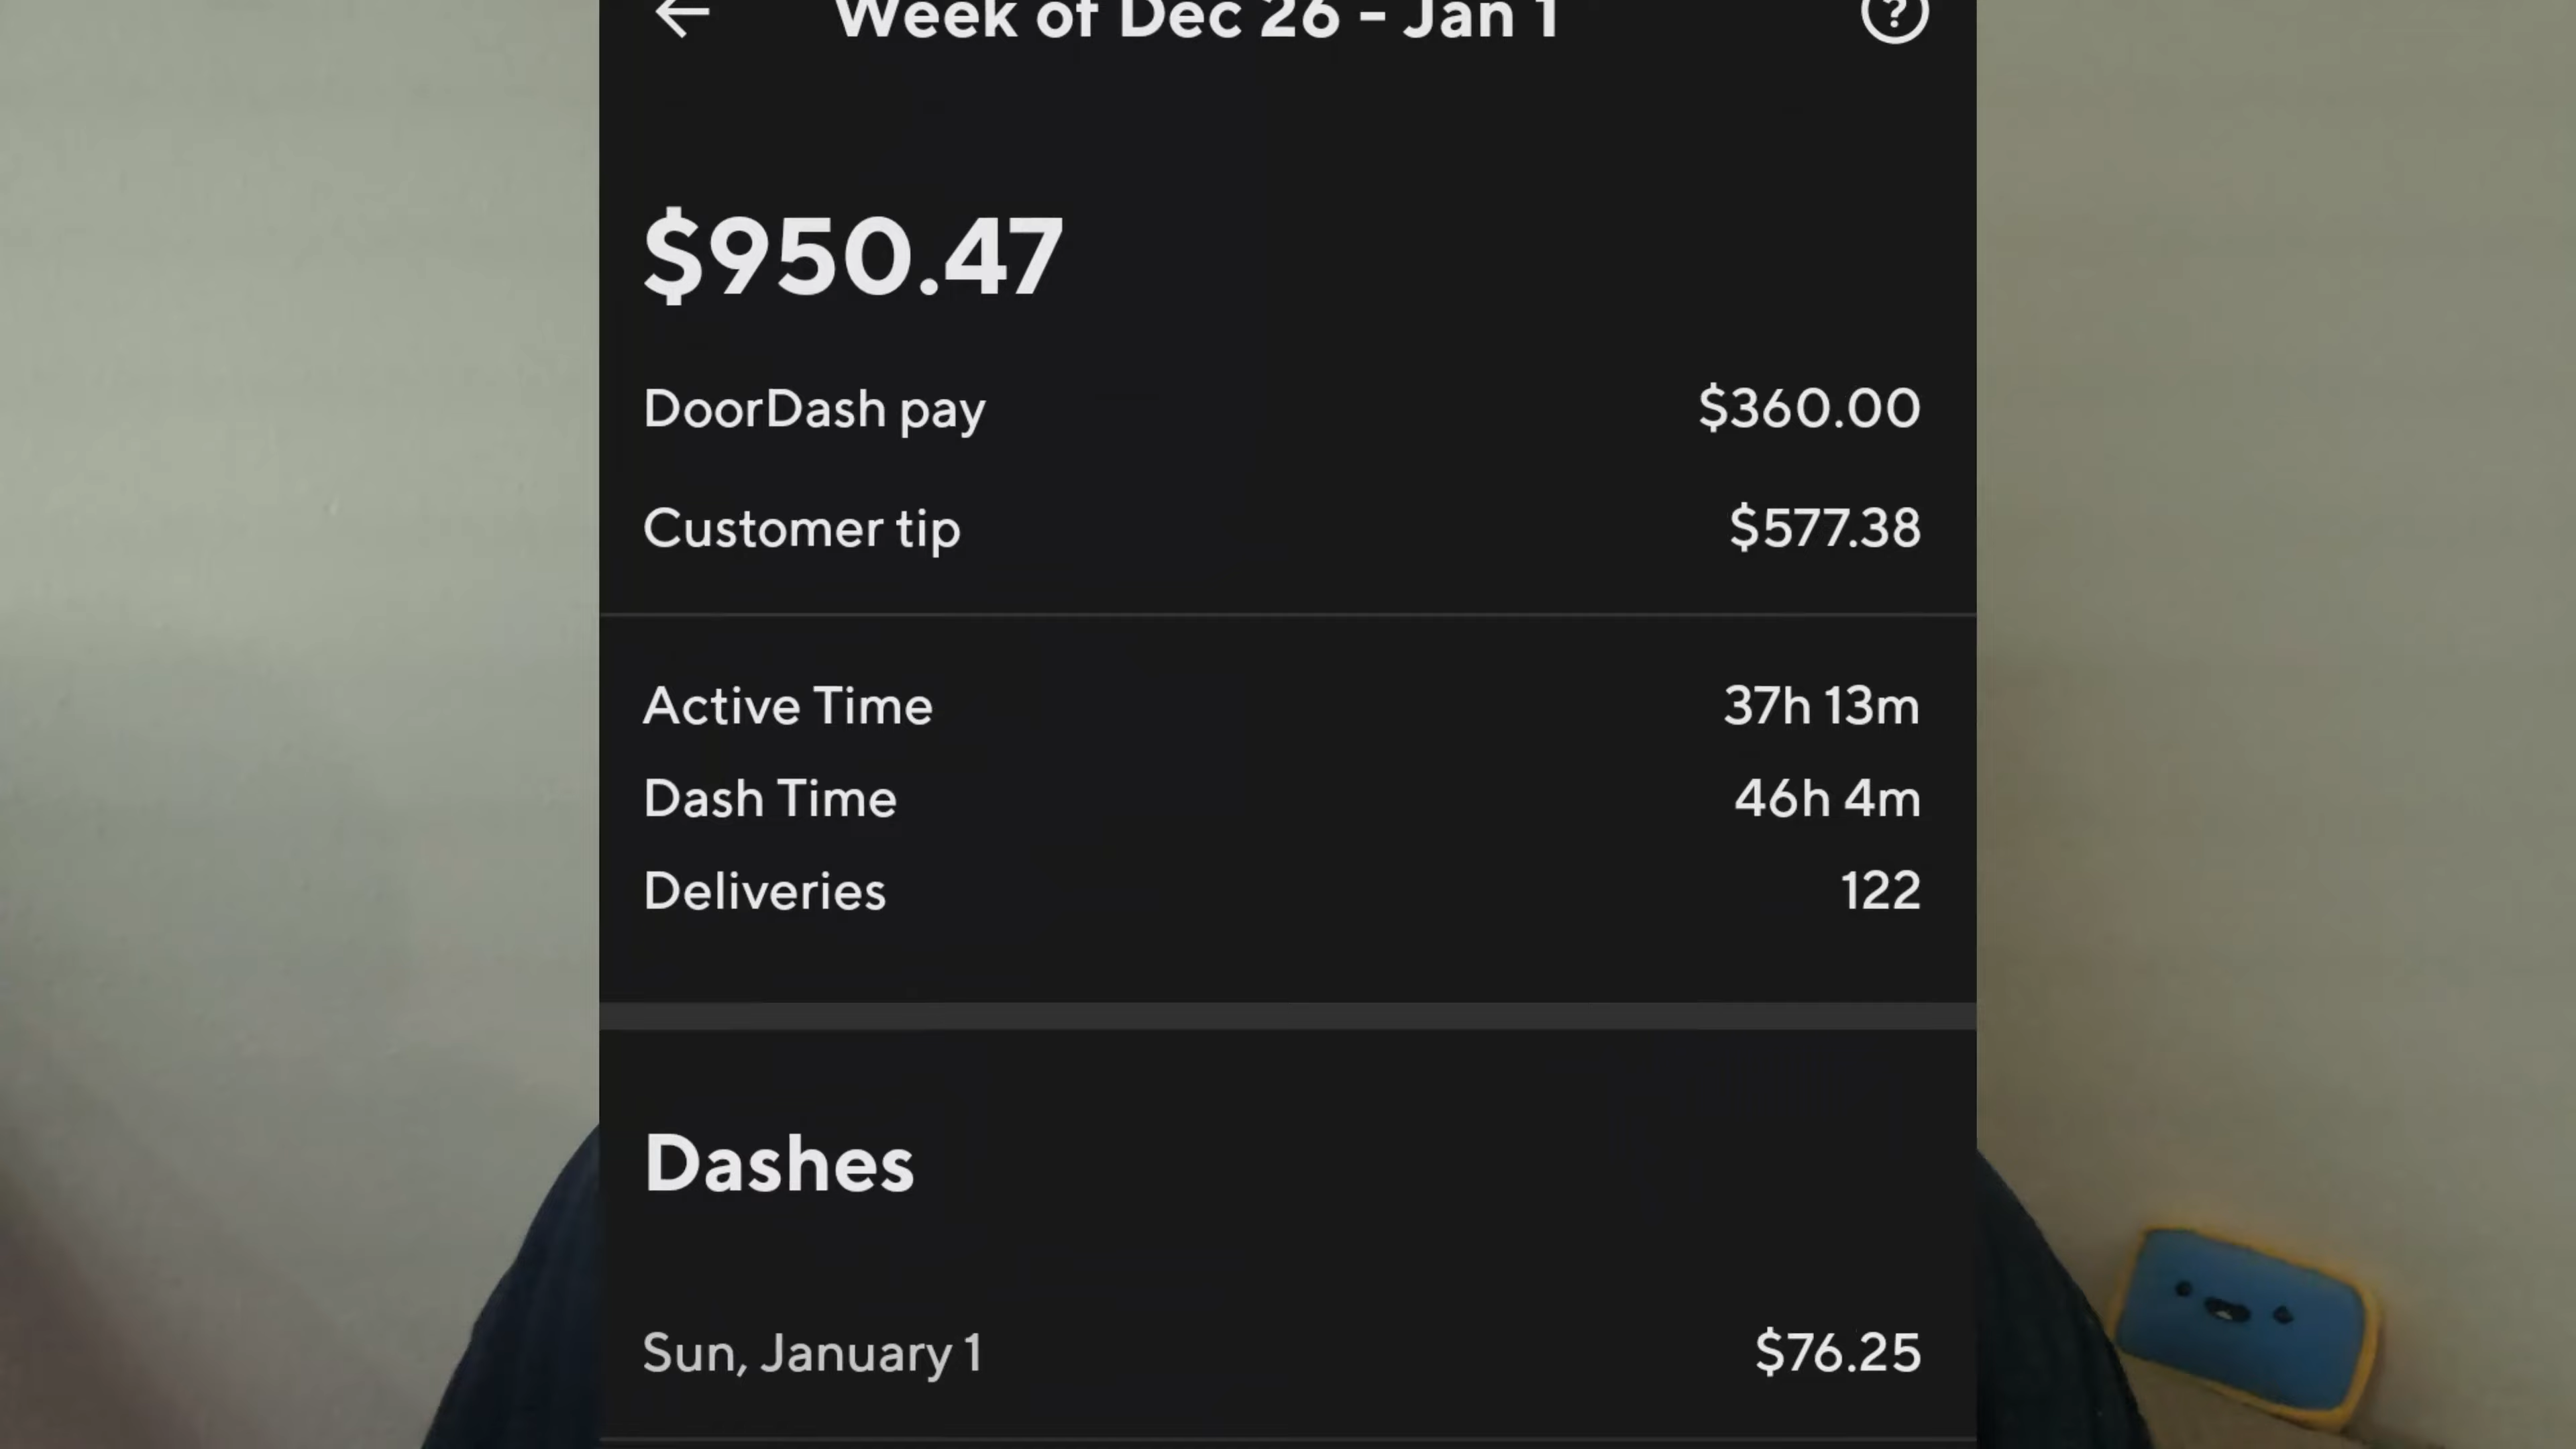 Week of Dec 26 - Jan 1
?
$950.47
DoorDash pay $360.00
Customer tip $577.38
Active Time 37h 13m
Dash Time 46h 4m
Deliveries 122
Dashes
Sun, January 1 $76.25